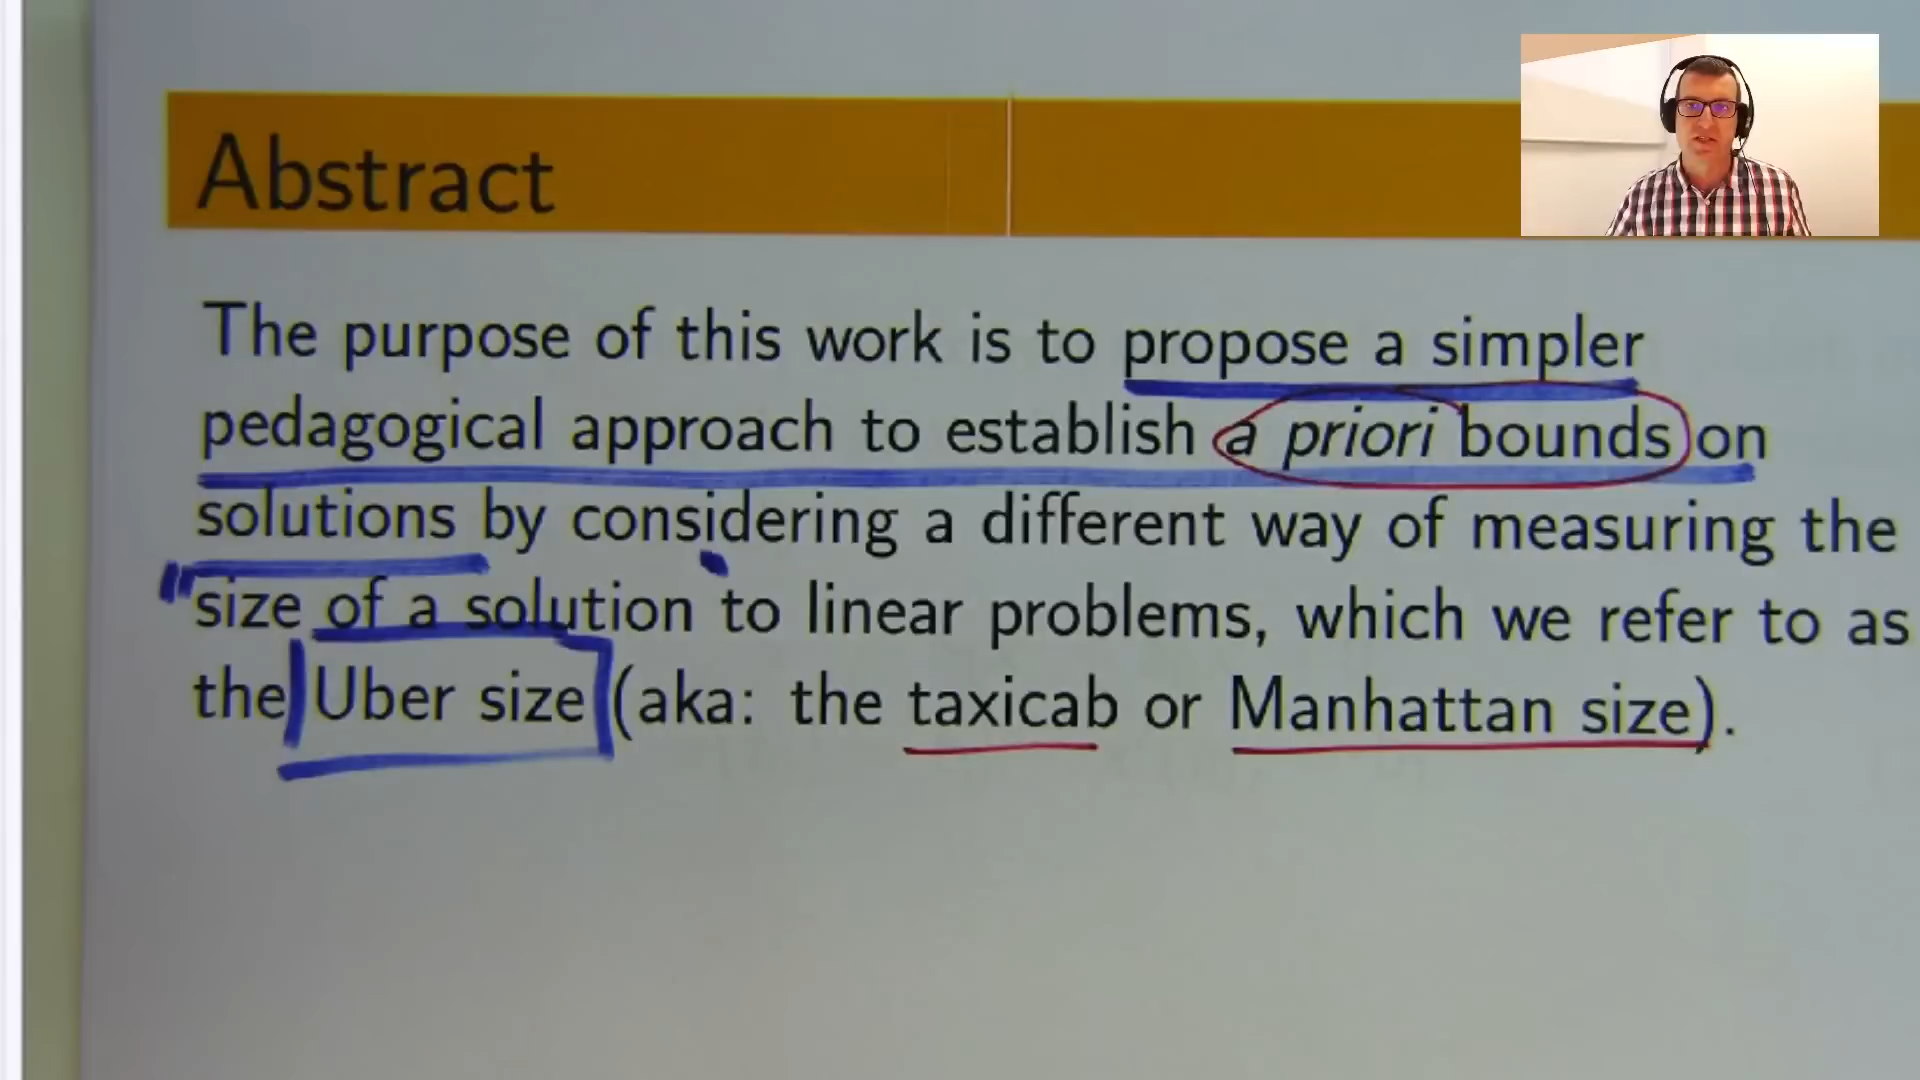 Abstract
The purpose of this work is to propose a simpler
pedagogical approach to establish a priori bounds on
solutions by considering a different way of measuring the
size of a solution to linear problems, which we refer to as
the Uber size (aka: the taxicab or Manhattan size).